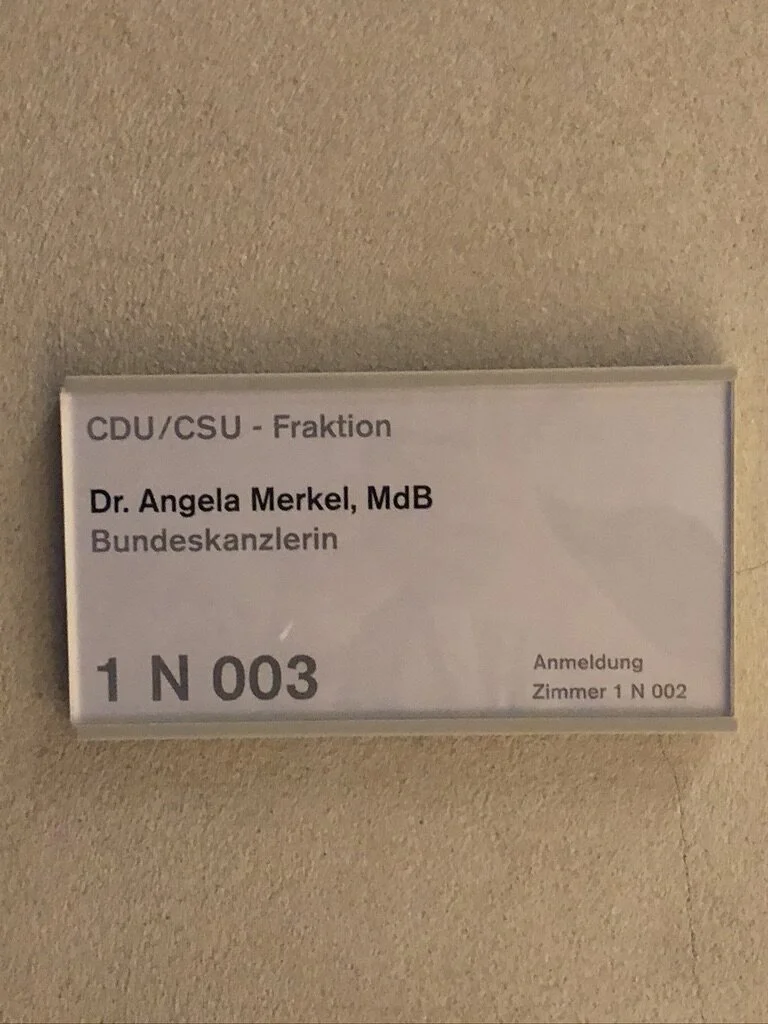 CDU/CSU - Fraktion
Dr. Angela Merkel, MdB
Bundeskanzlerin
1 N 003
Anmeldung
Zimmer 1 N 002